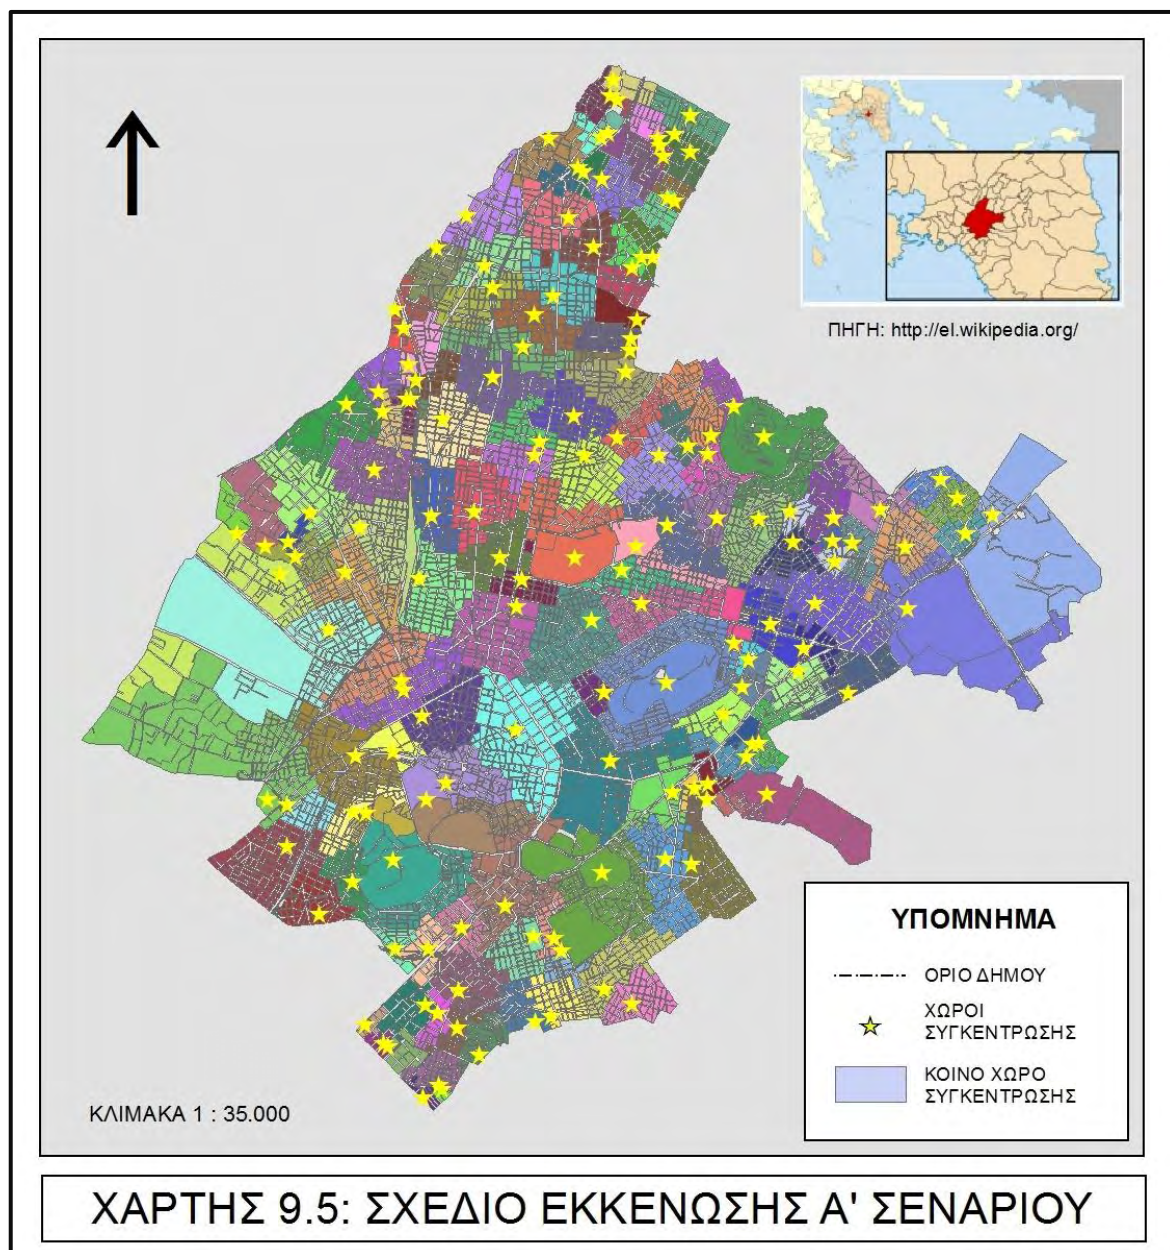 ΠΗΓΗ: http://el.wikipedia.org/
ΥΠΟΜΝΗΜΑ
ΟΡΙΟ ΔΗΜΟΥ
ΧΩΡΟΙ
ΣΥΓΚΕΝΤΡΩΣΗΣ
ΚΟΙΝΟ ΧΩΡΟ
ΣΥΓΚΕΝΤΡΩΣΗΣ
ΚΛΙΜΑΚΑ 1 : 35.000
ΧΑΡΤΗΣ 9.5: ΣΧΕΔΙΟ ΕΚΚΕΝΩΣΗΣ Α' ΣΕΝΑΡΙΟΥ